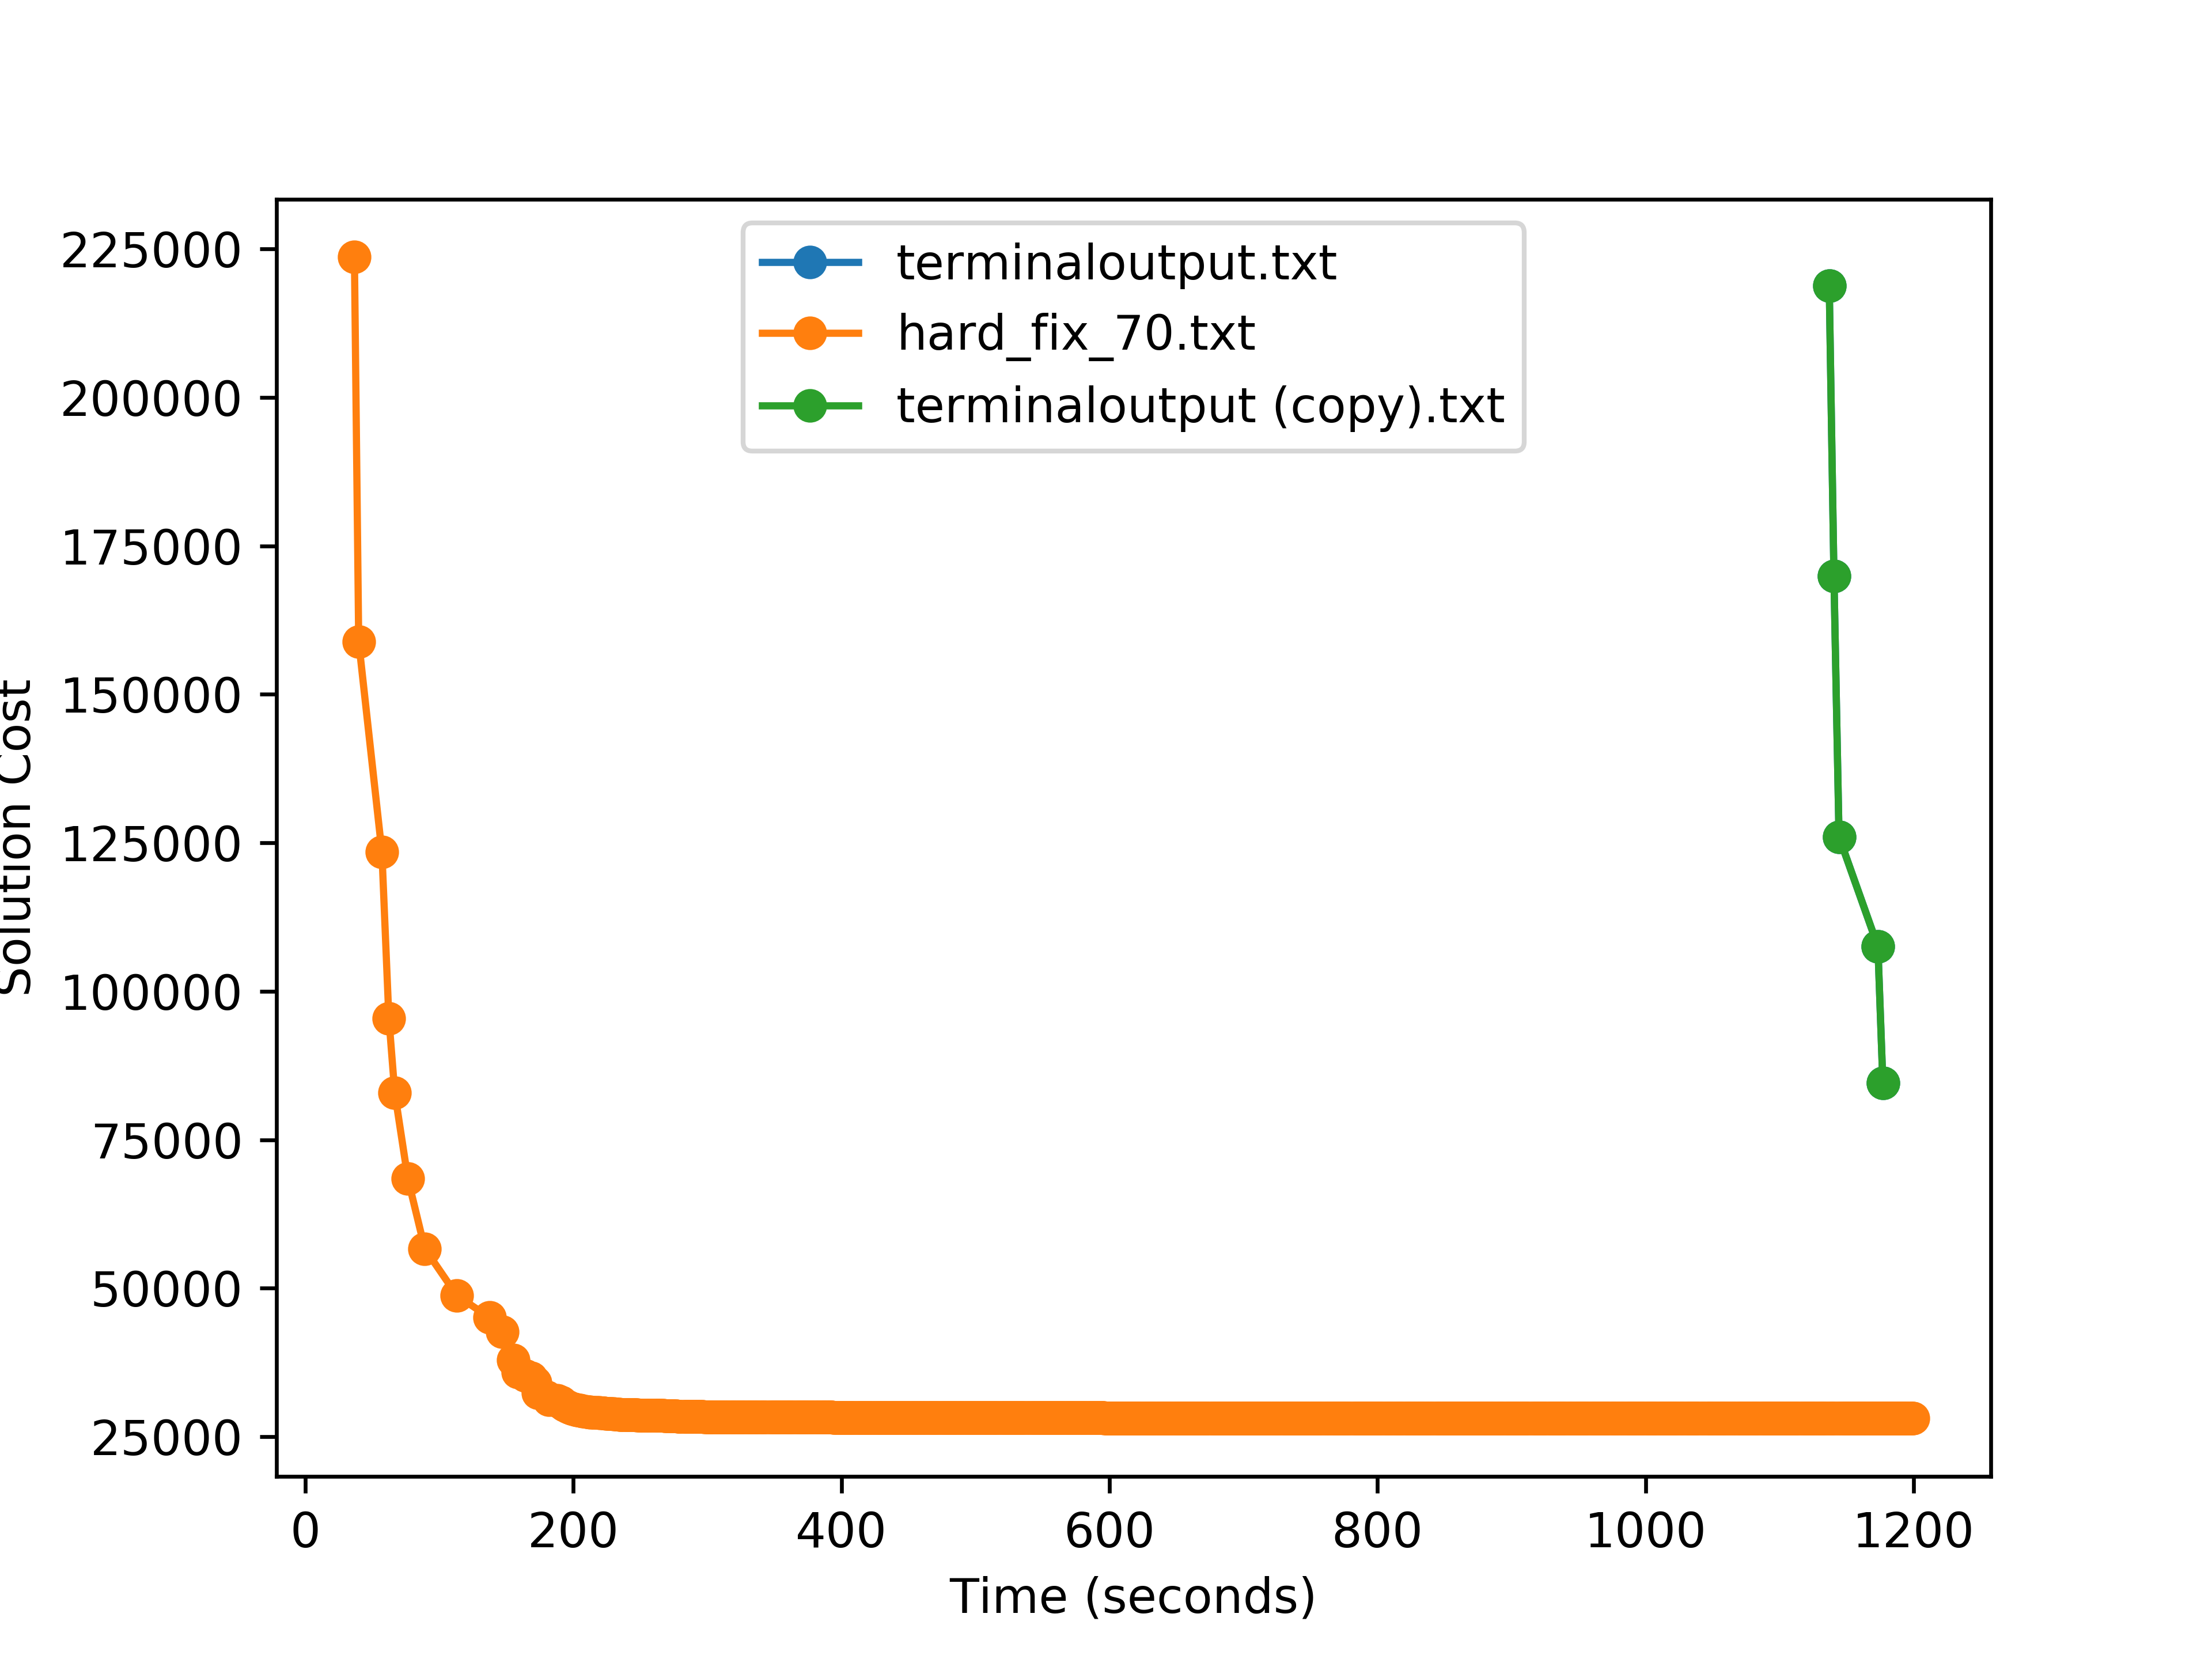 terminaloutput.txt
hard_fix_70.txt
terminaloutput (copy).txt
225000
200000
175000
150000
125000
100000
75000
50000
25000
Solution Cost
0 200 400 600 800 1000 1200
Time (seconds)